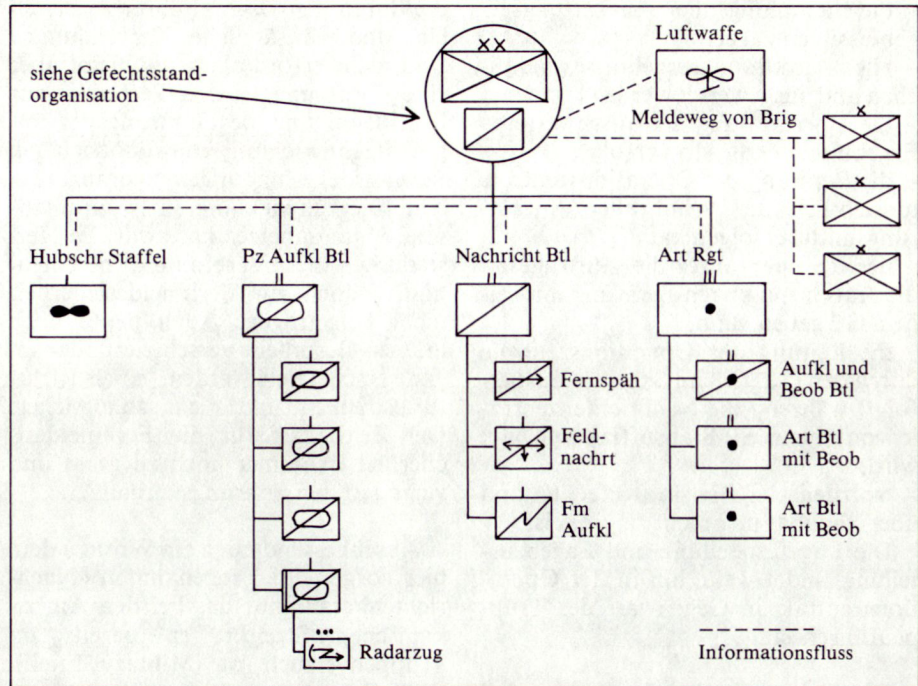 Luftwaffe
siehe Gefechtsstand-
organisation
Meldeweg von Brig
Hubschr Staffel
Pz Aufkl Btl
Nachricht Btl
Art Rgt
Fernspäh
Aufkl und
Beob Btl
Feld-
nachrt
Art Btl
mit Beob
Fm
Aufkl
Art Btl
mit Beob
Radarzug
Informationsfluss